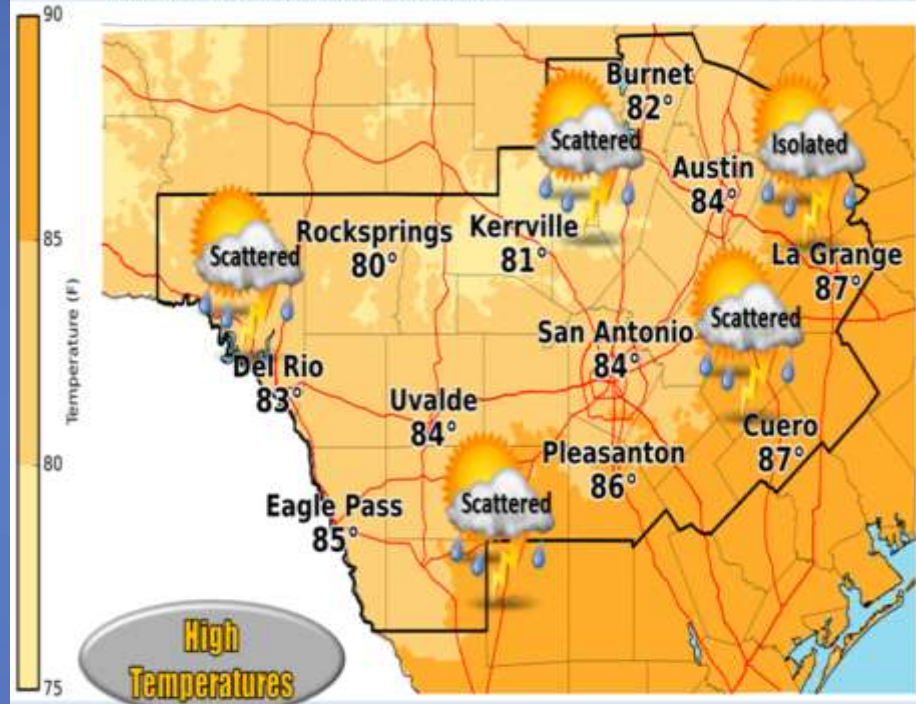 90
85
80
75
Temperature (F)
Burnet
82°
Scattered
Isolated
Austin
84°
Rocksprings
80°
Kerrville
81°
Scattered
La Grange
87°
San Antonio
84°
Scattered
Del Rio
83°
Uvalde
84°
Cuero
87°
Pleasanton
86°
Eagle Pass
85°
Scattered
High
Temperatures